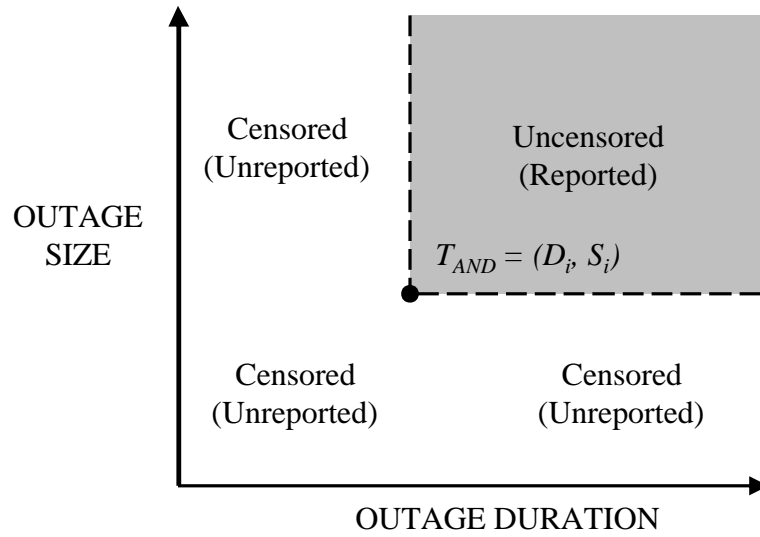 Censored
(Unreported)
Uncensored
(Reported)
OUTAGE
SIZE
T_AND = (D_i, S_i)
Censored
(Unreported)
Censored
(Unreported)
OUTAGE DURATION